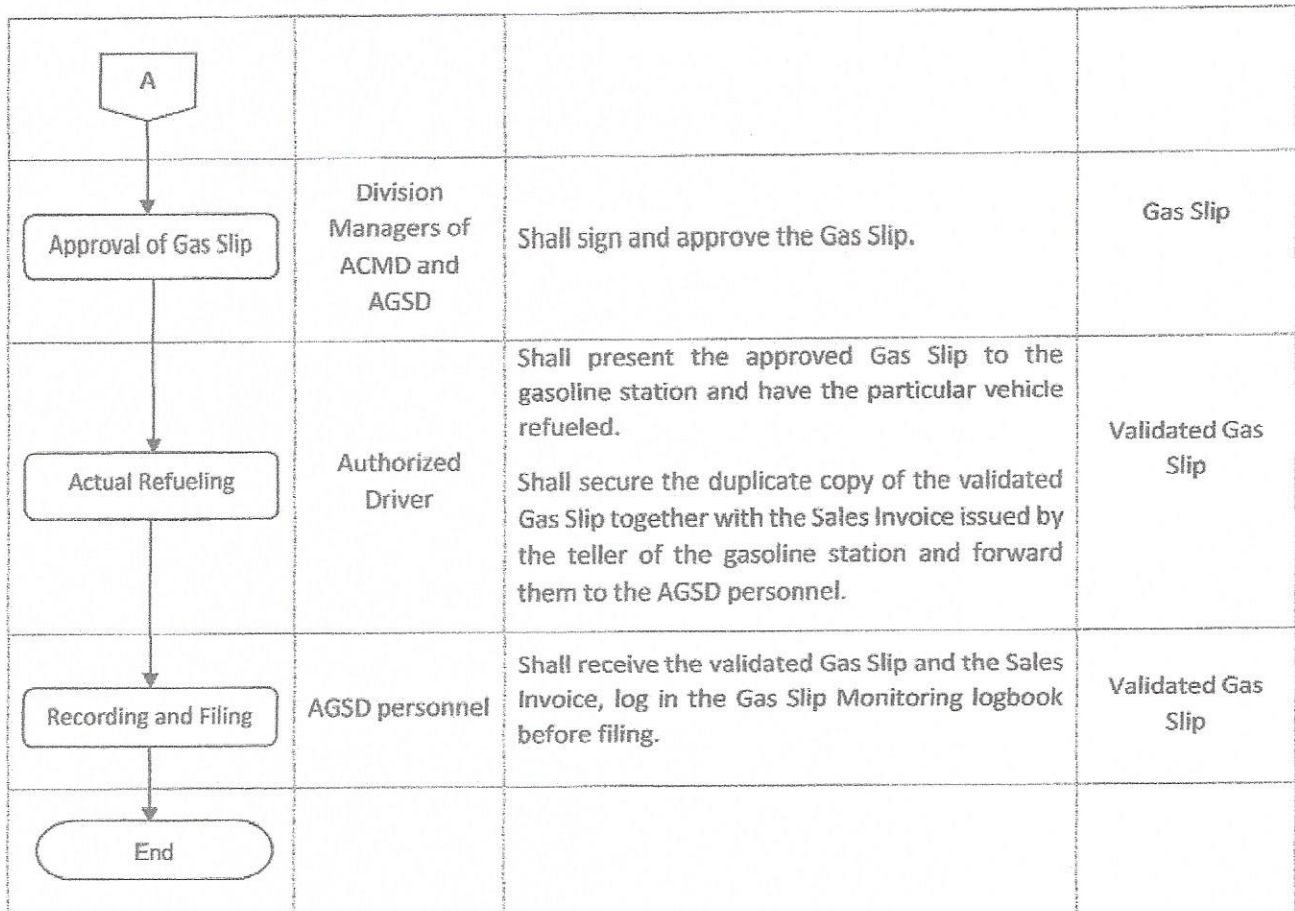 A
Approval of Gas Slip
Division
Managers of
ACMD and
AGSD
Shall sign and approve the Gas Slip.
Gas Slip
Actual Refueling
Authorized
Driver
Shall present the approved Gas Slip to the
gasoline station and have the particular vehicle
refueled.
Shall secure the duplicate copy of the validated
Gas Slip together with the Sales Invoice issued by
the teller of the gasoline station and forward
them to the AGSD personnel.
Validated Gas
Slip
Recording and Filing
AGSD personnel
Shall receive the validated Gas Slip and the Sales
Invoice, log in the Gas Slip Monitoring logbook
before filing.
Validated Gas
Slip
End